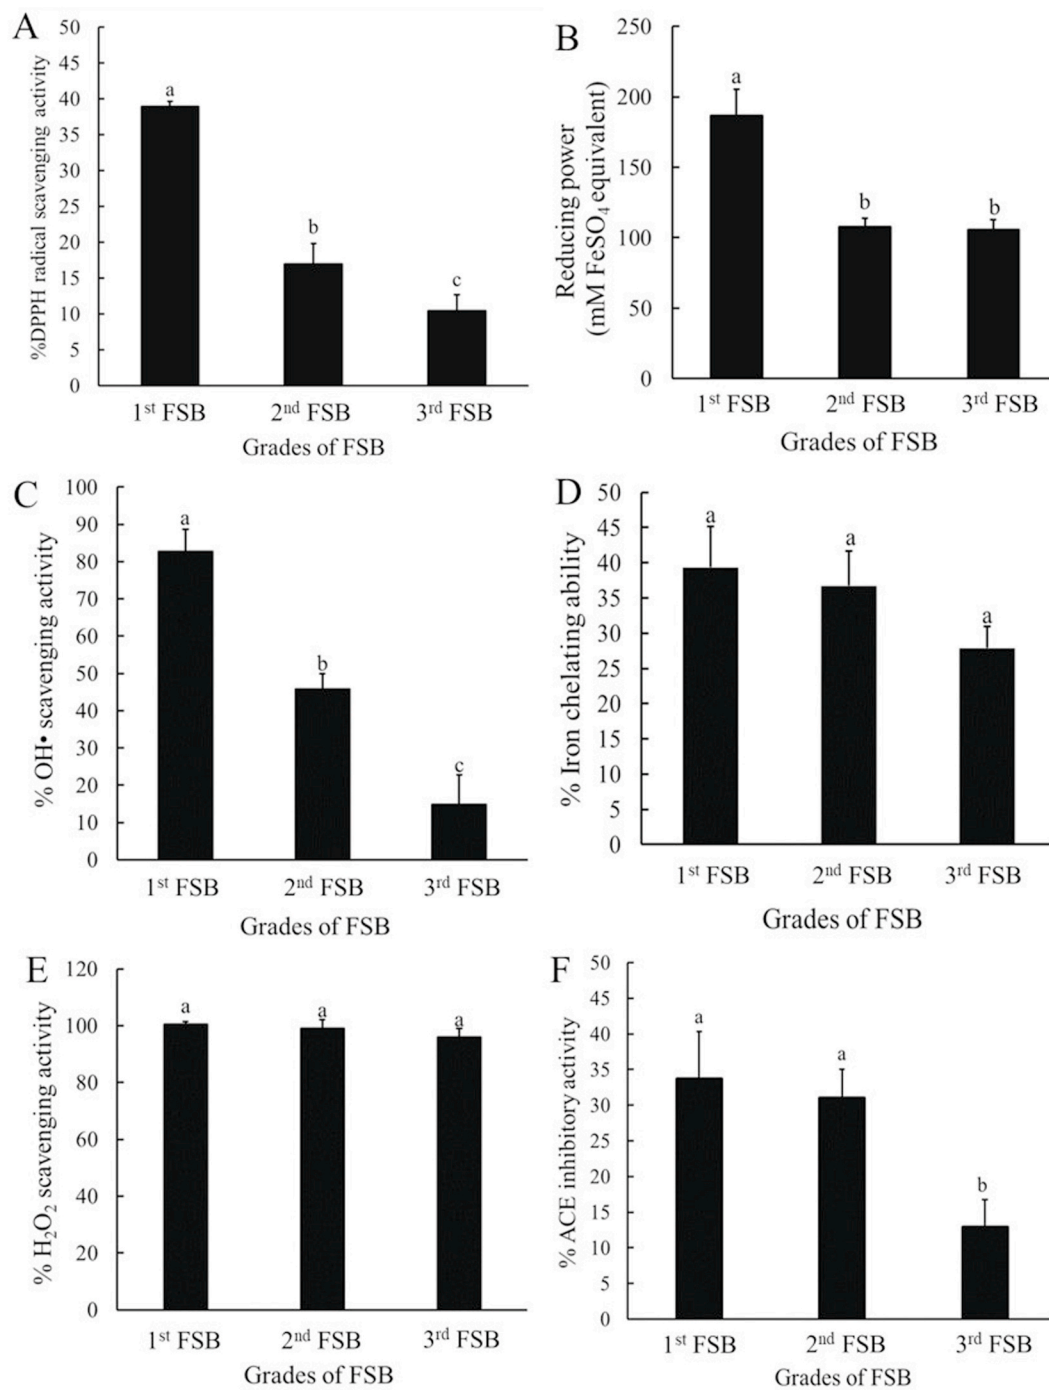 A
%DPPH radical scavenging activity
50
45
40
35
30
25
20
15
10
5
0
a
b
c
1st FSB
2nd FSB
3rd FSB
Grades of FSB
B
Reducing power
(mM FeSO4 equivalent)
250
200
150
100
50
0
a
b
b
1st FSB
2nd FSB
3rd FSB
Grades of FSB
C
% OH• scavenging activity
100
90
80
70
60
50
40
30
20
10
0
a
b
c
1st FSB
2nd FSB
3rd FSB
Grades of FSB
D
% Iron chelating ability
50
45
40
35
30
25
20
15
10
5
0
a
a
a
1st FSB
2nd FSB
3rd FSB
Grades of FSB
E
% H2O2 scavenging activity
120
100
80
60
40
20
0
a
a
a
1st FSB
2nd FSB
3rd FSB
Grades of FSB
F
% ACE inhibitory activity
50
45
40
35
30
25
20
15
10
5
0
a
a
b
1st FSB
2nd FSB
3rd FSB
Grades of FSB